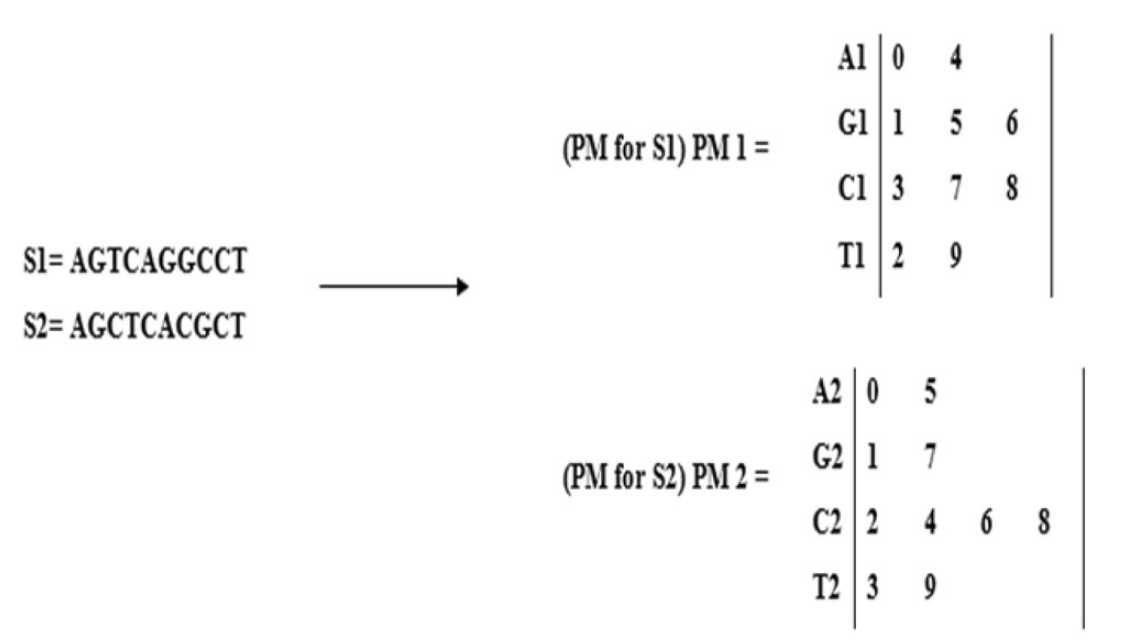 S1= AGTCAGGCCT
S2= AGCTCACGCT
(PM for S1) PM 1 =
A1 0 4
G1 1 5 6
C1 3 7 8
T1 2 9
(PM for S2) PM 2 =
A2 0 5
G2 1 7
C2 2 4 6 8
T2 3 9